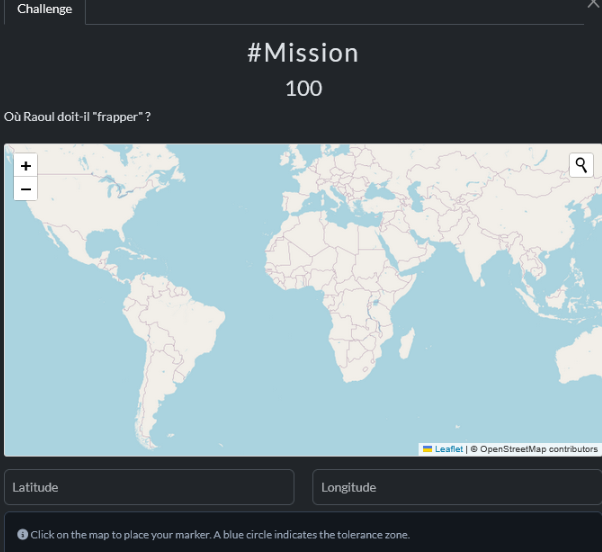 Challenge
#Mission
100
Où Raoul doit-il "frapper" ?
+
−
Leaflet | © OpenStreetMap contributors
Latitude
Longitude
Click on the map to place your marker. A blue circle indicates the tolerance zone.